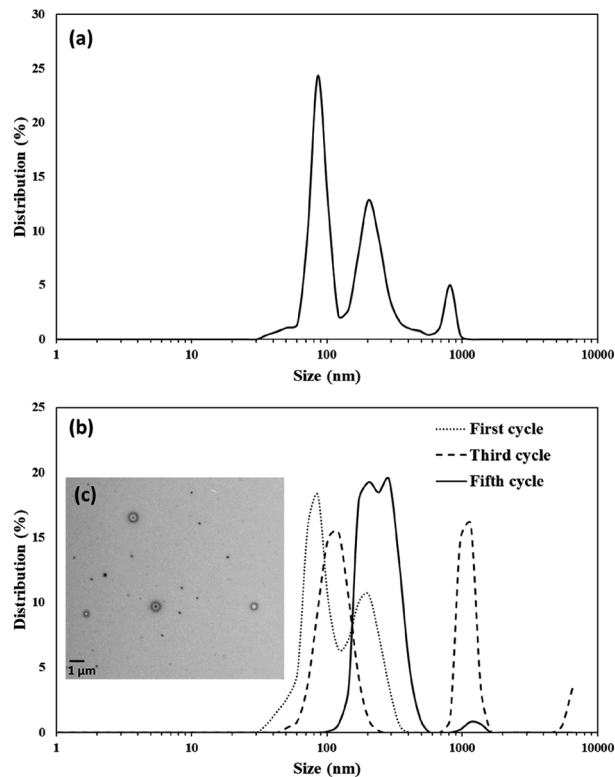 30
(a)
25
20
15
10
5
0
Distribution (%)
1 10 100 1000 10000
Size (nm)
25
(b)
First cycle
20
Third cycle
(c)
Fifth cycle
15
10
5
0
Distribution (%)
1 μm
1 10 100 1000 10000
Size (nm)